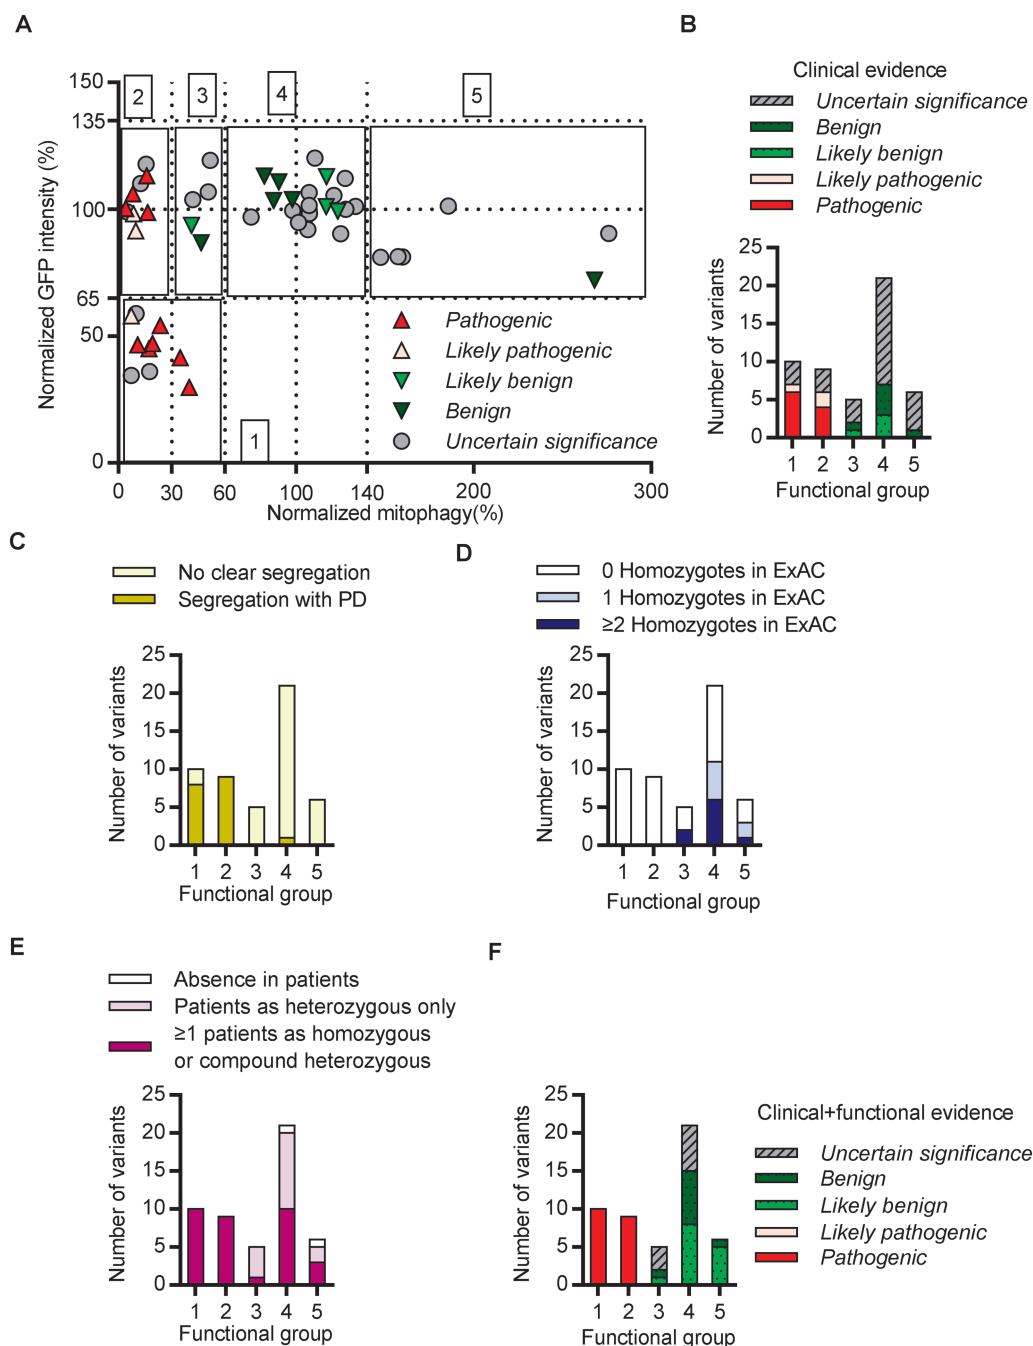 A
150
135
100
65
50
0
Normalized GFP intensity (%)
2
3
4
5
1
Pathogenic
Likely pathogenic
Likely benign
Benign
Uncertain significance
0
30
60
100
140
200
300
Normalized mitophagy(%)
B
Clinical evidence
Uncertain significance
Benign
Likely benign
Likely pathogenic
Pathogenic
25
20
15
10
5
0
Number of variants
1 2 3 4 5
Functional group
C
No clear segregation
Segregation with PD
25
20
15
10
5
0
Number of variants
1 2 3 4 5
Functional group
D
0 Homozygotes in ExAC
1 Homozygotes in ExAC
≥2 Homozygotes in ExAC
25
20
15
10
5
0
Number of variants
1 2 3 4 5
Functional group
E
Absence in patients
Patients as heterozygous only
≥1 patients as homozygous
or compound heterozygous
25
20
15
10
5
0
Number of variants
1 2 3 4 5
Functional group
F
25
20
15
10
5
0
Number of variants
1 2 3 4 5
Functional group
Clinical+functional evidence
Uncertain significance
Benign
Likely benign
Likely pathogenic
Pathogenic